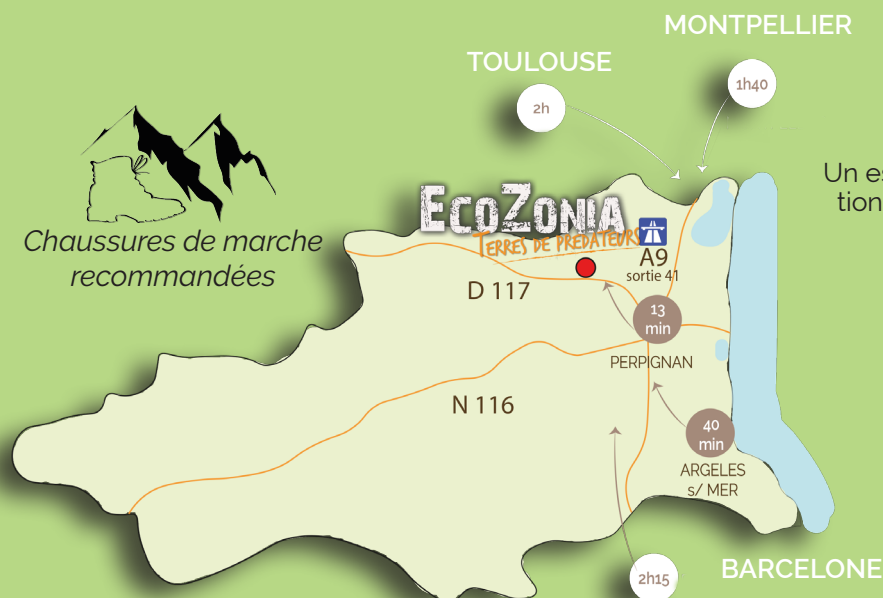 MONTPELLIER
TOULOUSE
1h40
2h
Un es
tion
ECOZONIA
TERRES DE PRÉDATEURS
Chaussures de marche
recommandées
A9
sortie 41
D 117
13
min
PERPIGNAN
N 116
40
min
ARGELES
s/ MER
2h15
BARCELONE